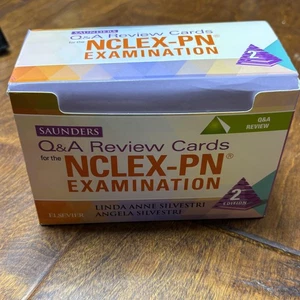 Q&A Review Cards
for the NCLEX-PN®
EXAMINATION
2
SAUNDERS
Q&A REVIEW
Q&A Review Cards
for the NCLEX-PN®
EXAMINATION
2
EDITION
LINDA ANNE SILVESTRI
ANGELA SILVESTRI
ELSEVIER